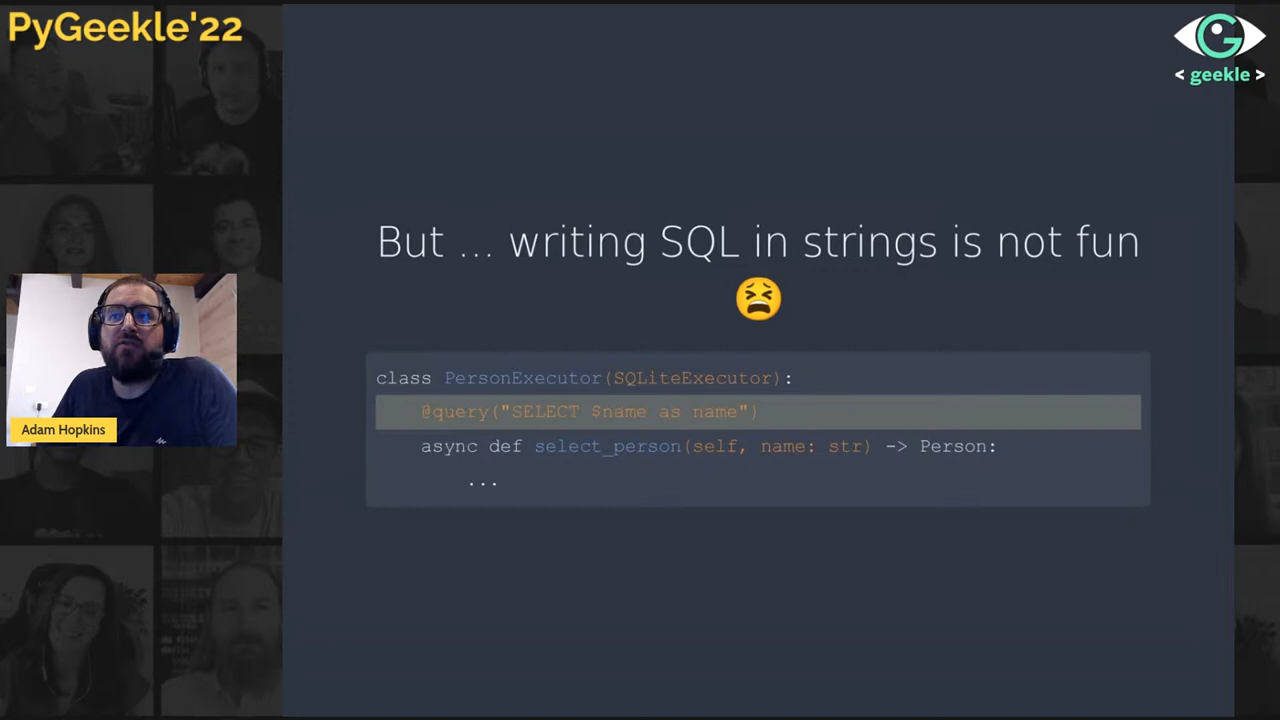 PyGeekle'22
< geekle >
But ... writing SQL in strings is not fun
😫
class PersonExecutor(SQLiteExecutor):
@query("SELECT $name as name")
async def select_person(self, name: str) -> Person:
...
Adam Hopkins